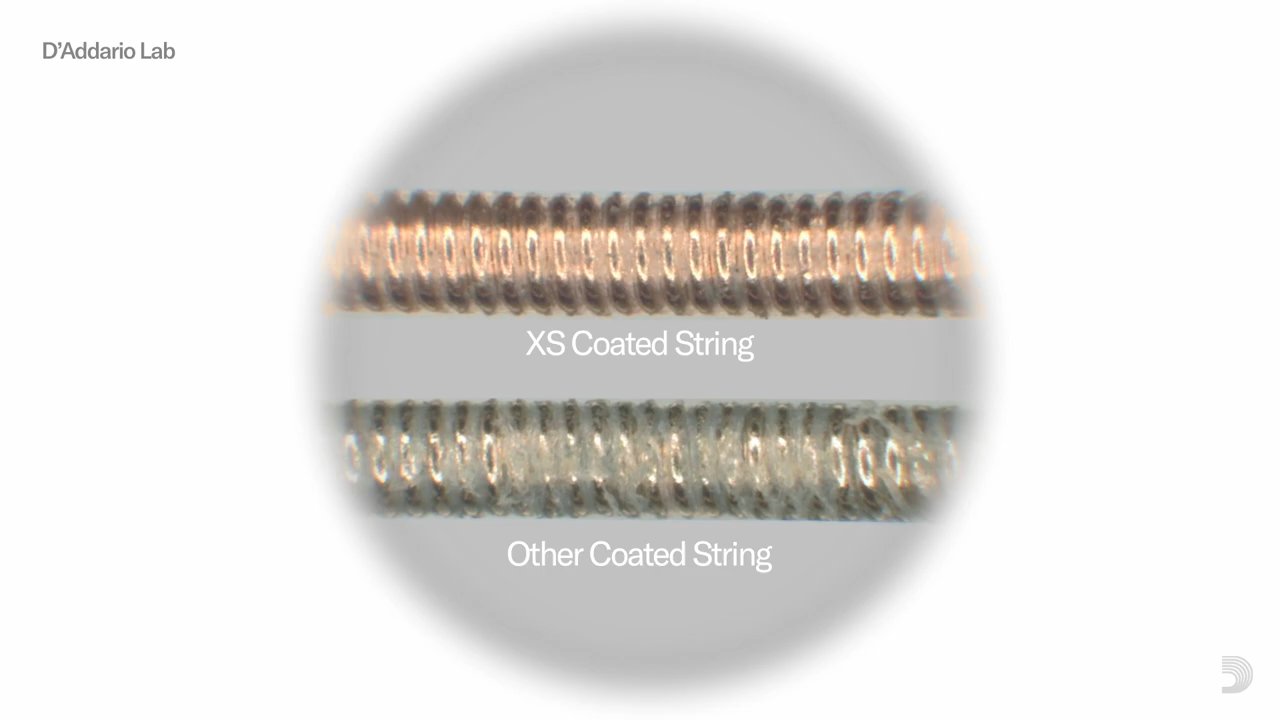 D'Addario Lab
XS Coated String
Other Coated String